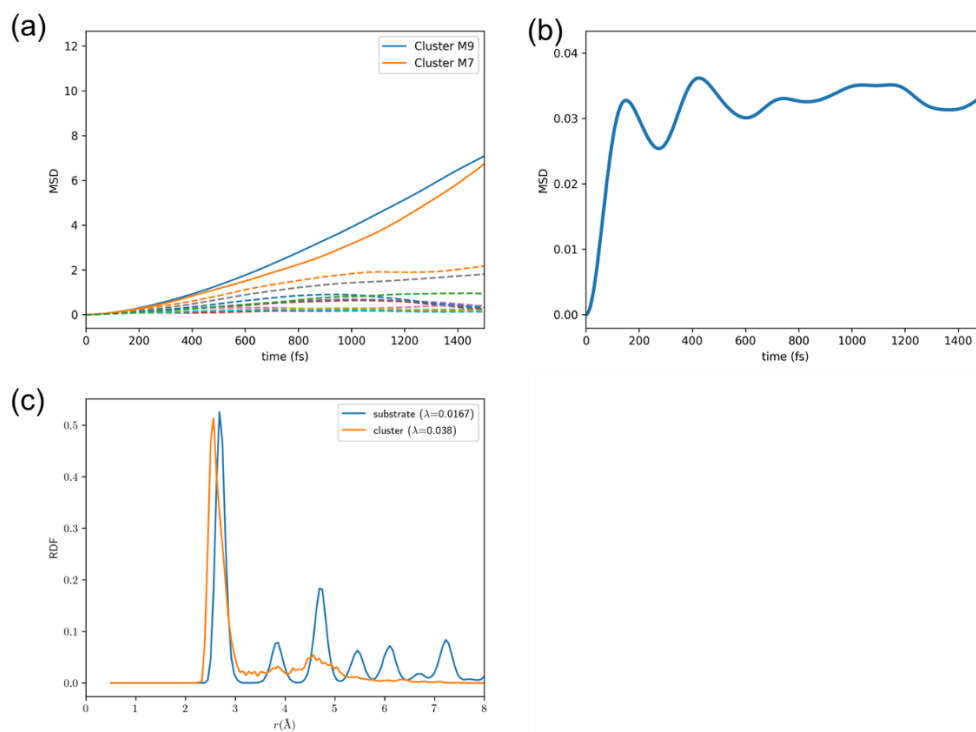 (a)
12
10
8
6
4
2
0
MSD
0 200 400 600 800 1000 1200 1400
time (fs)
Cluster M9
Cluster M7
(b)
0.04
0.03
0.02
0.01
0.00
MSD
0 200 400 600 800 1000 1200 1400
time (fs)
(c)
0.5
0.4
0.3
0.2
0.1
0.0
RDF
0 1 2 3 4 5 6 7 8
r(Å)
substrate (λ=0.0167)
cluster (λ=0.038)